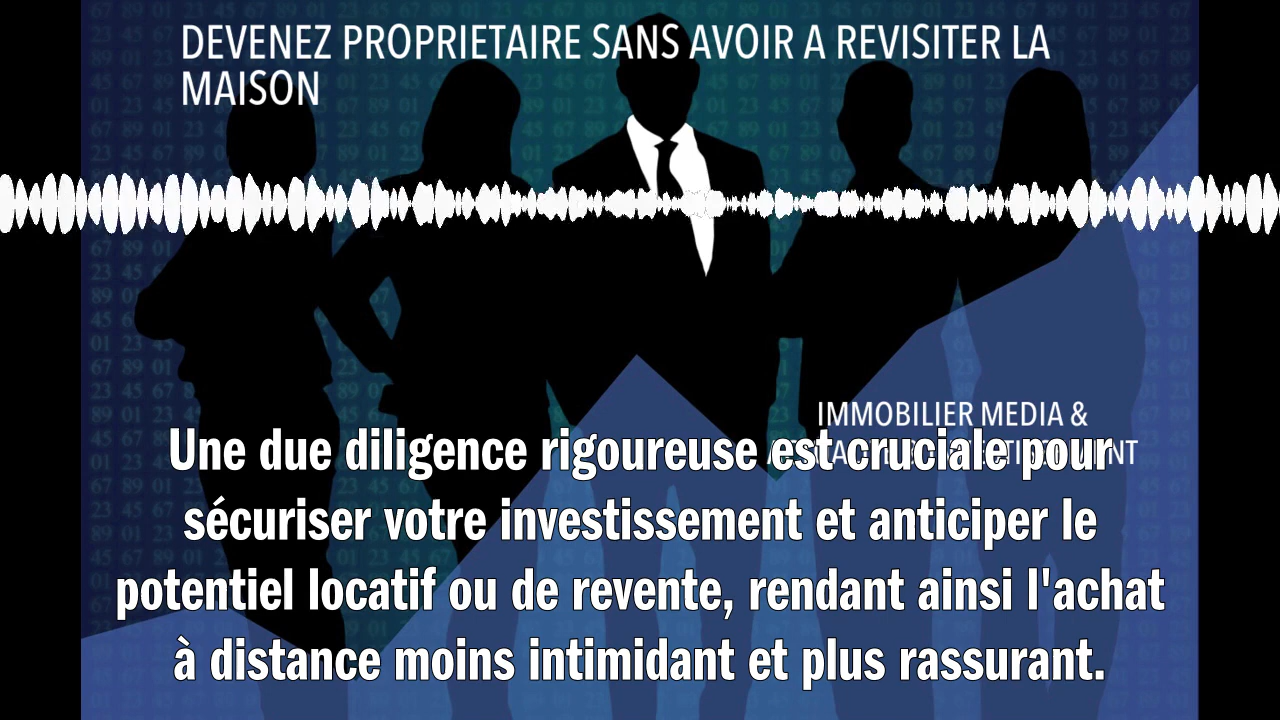 DEVENEZ PROPRIETAIRE SANS AVOIR A REVISITER LA
MAISON
IMMOBILIER MEDIA &
Une due diligence rigoureuse est cruciale pour
sécuriser votre investissement et anticiper le
potentiel locatif ou de revente, rendant ainsi l'achat
à distance moins intimidant et plus rassurant.